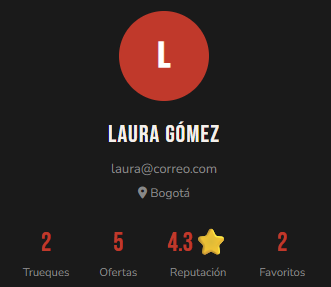 L
LAURA GÓMEZ
laura@correo.com
Bogotá
2 5 4.3⭐ 2
Trueques Ofertas Reputación Favoritos